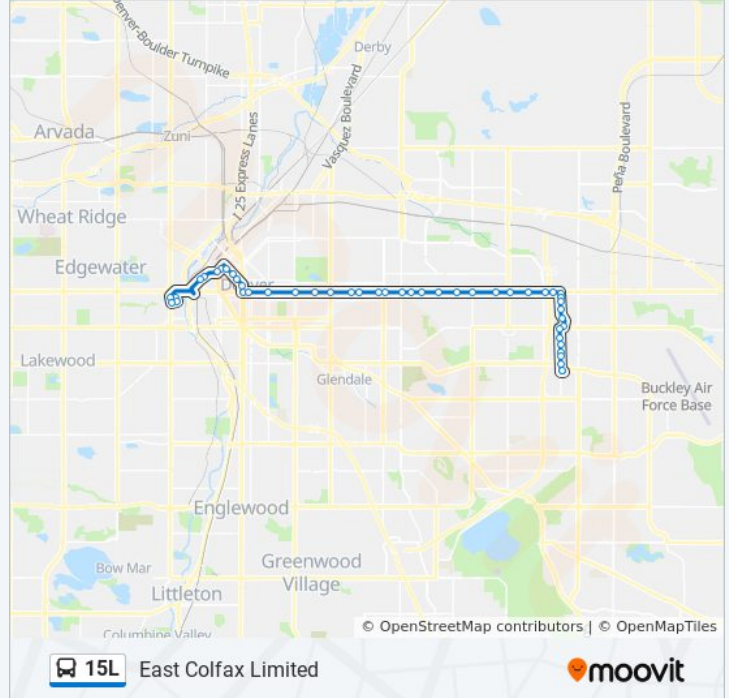 Denver-Boulder Turnpike
Derby
Arvada
Zuni
I 25 Express Lanes
Vasquez Boulevard
Peña Boulevard
Wheat Ridge
Edgewater
Denver
Lakewood
Glendale
Buckley Air
Force Base
Englewood
Bow Mar
Greenwood
Village
Littleton
Columbine Valley
© OpenStreetMap contributors | © OpenMapTiles
15L East Colfax Limited
moovit